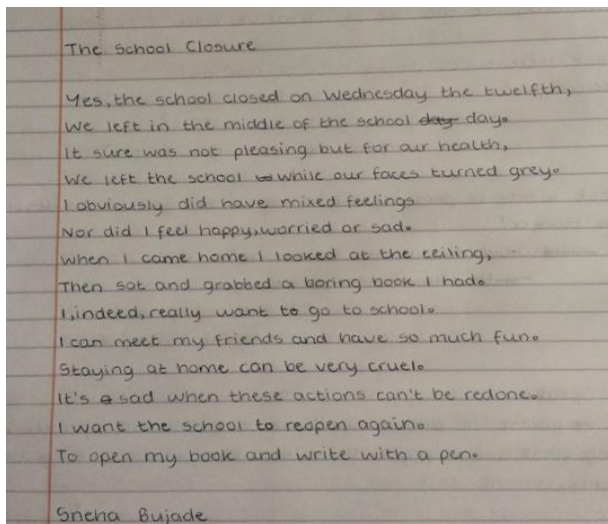 The School Closure
Yes, the school closed on Wednesday the twelfth,
We left in the middle of the school day day.
It sure was not pleasing but for our health,
We left the school while our faces turned grey.
I obviously did have mixed feelings
Nor did I feel happy, worried or sad.
When I came home I looked at the ceiling,
Then sat and grabbed a boring book I had.
I, indeed, really want to go to school.
I can meet my friends and have so much fun.
Staying at home can be very cruel.
It's a sad when these actions can't be redone.
I want the school to reopen again.
To open my book and write with a pen.
Sneha Bujade